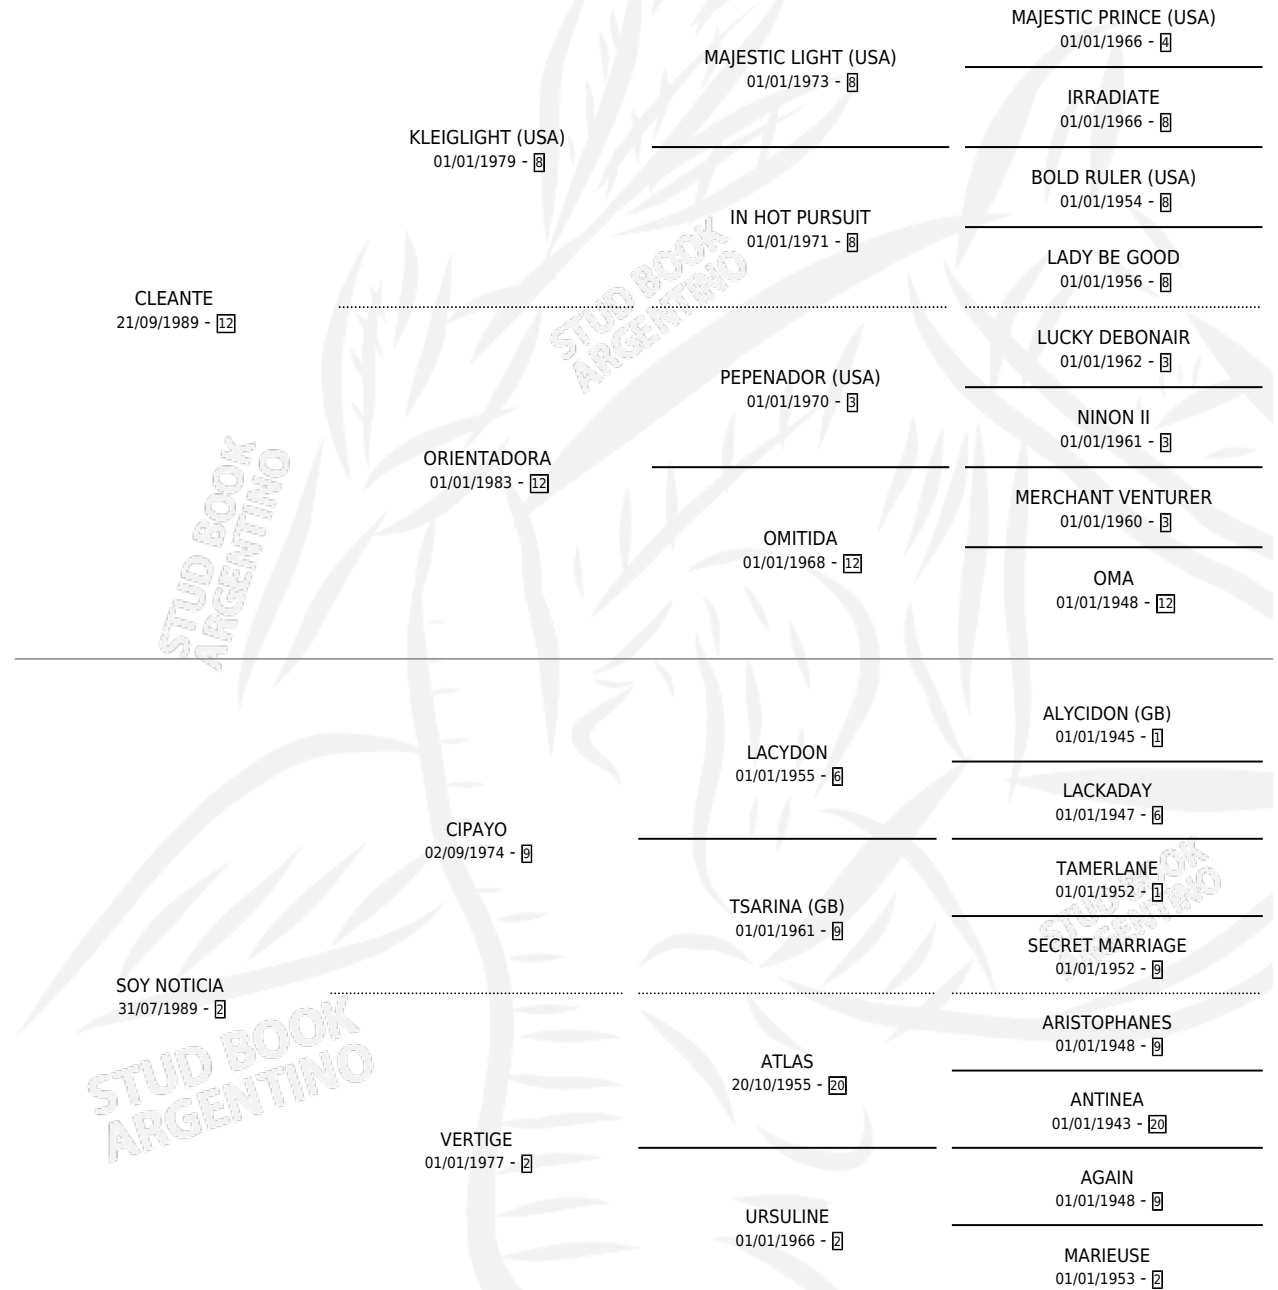 MAJESTIC PRINCE (USA)
01/01/1966 - 4
MAJESTIC LIGHT (USA)
01/01/1973 - 8
IRRADIATE
01/01/1966 - 8
KLEIGLIGHT (USA)
01/01/1979 - 8
BOLD RULER (USA)
01/01/1954 - 8
IN HOT PURSUIT
01/01/1971 - 8
LADY BE GOOD
01/01/1956 - 8
CLEANTE
21/09/1989 - 12
STUD BOOK
ARGENTINO
LUCKY DEBONAIR
01/01/1962 - 3
PEPENADOR (USA)
01/01/1970 - 3
NINON II
01/01/1961 - 3
ORIENTADORA
01/01/1983 - 12
MERCHANT VENTURER
01/01/1960 - 3
OMITIDA
01/01/1968 - 12
OMA
01/01/1948 - 12
STUD BOOK
ARGENTINO
ALYCIDON (GB)
01/01/1945 - 1
LACYDON
01/01/1955 - 6
LACKADAY
01/01/1947 - 6
CIPAYO
02/09/1974 - 9
TAMERLANE
01/01/1952 - 1
TSARINA (GB)
01/01/1961 - 9
SECRET MARRIAGE
01/01/1952 - 9
STUD BOOK
ARGENTINO
SOY NOTICIA
31/07/1989 - 2
ARISTOPHANES
01/01/1948 - 9
ATLAS
20/10/1955 - 20
ANTINEA
01/01/1943 - 20
VERTIGE
01/01/1977 - 2
AGAIN
01/01/1948 - 9
URSULINE
01/01/1966 - 2
MARIEUSE
01/01/1953 - 2
STUD BOOK
ARGENTINO